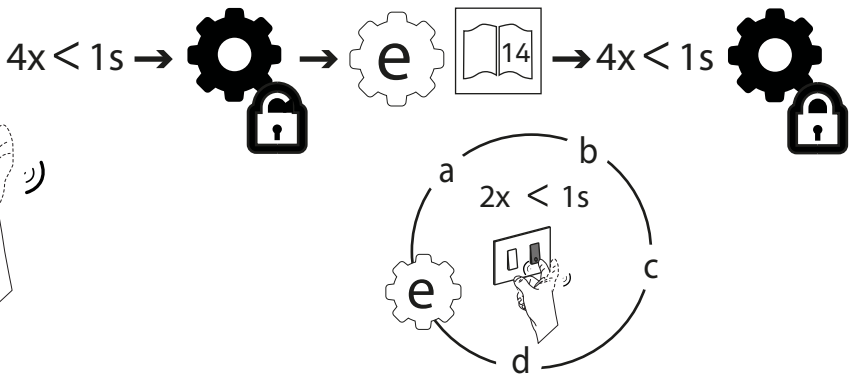 4x < 1s → e 14 → 4x < 1s
a
b
2x < 1s
c
e
d